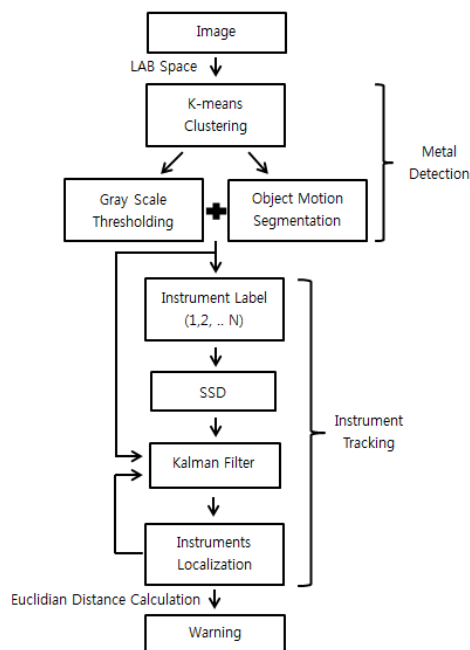 Image
LAB Space
K-means
Clustering
Metal
Detection
Gray Scale
Thresholding
Object Motion
Segmentation
Instrument Label
(1,2, .. N)
SSD
Instrument
Tracking
Kalman Filter
Instruments
Localization
Euclidian Distance Calculation
Warning